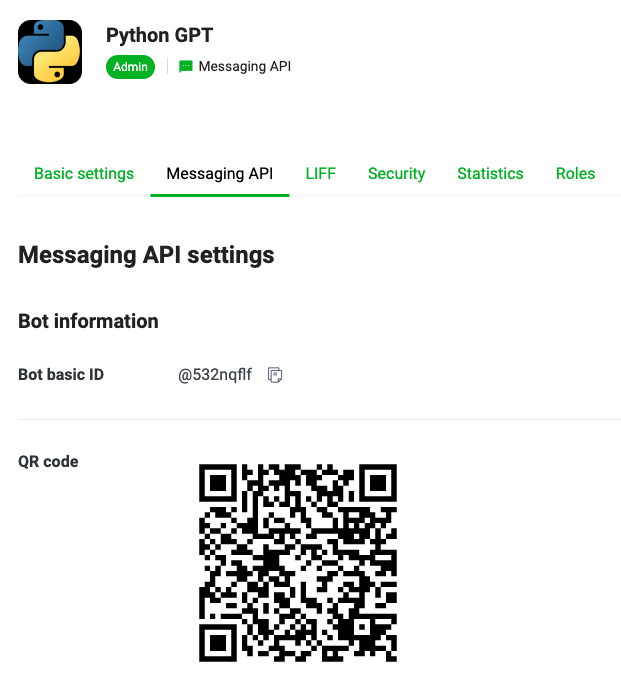 Python GPT
Admin
Messaging API
Basic settings Messaging API LIFF Security Statistics Roles
Messaging API settings
Bot information
Bot basic ID @532nqflf
QR code